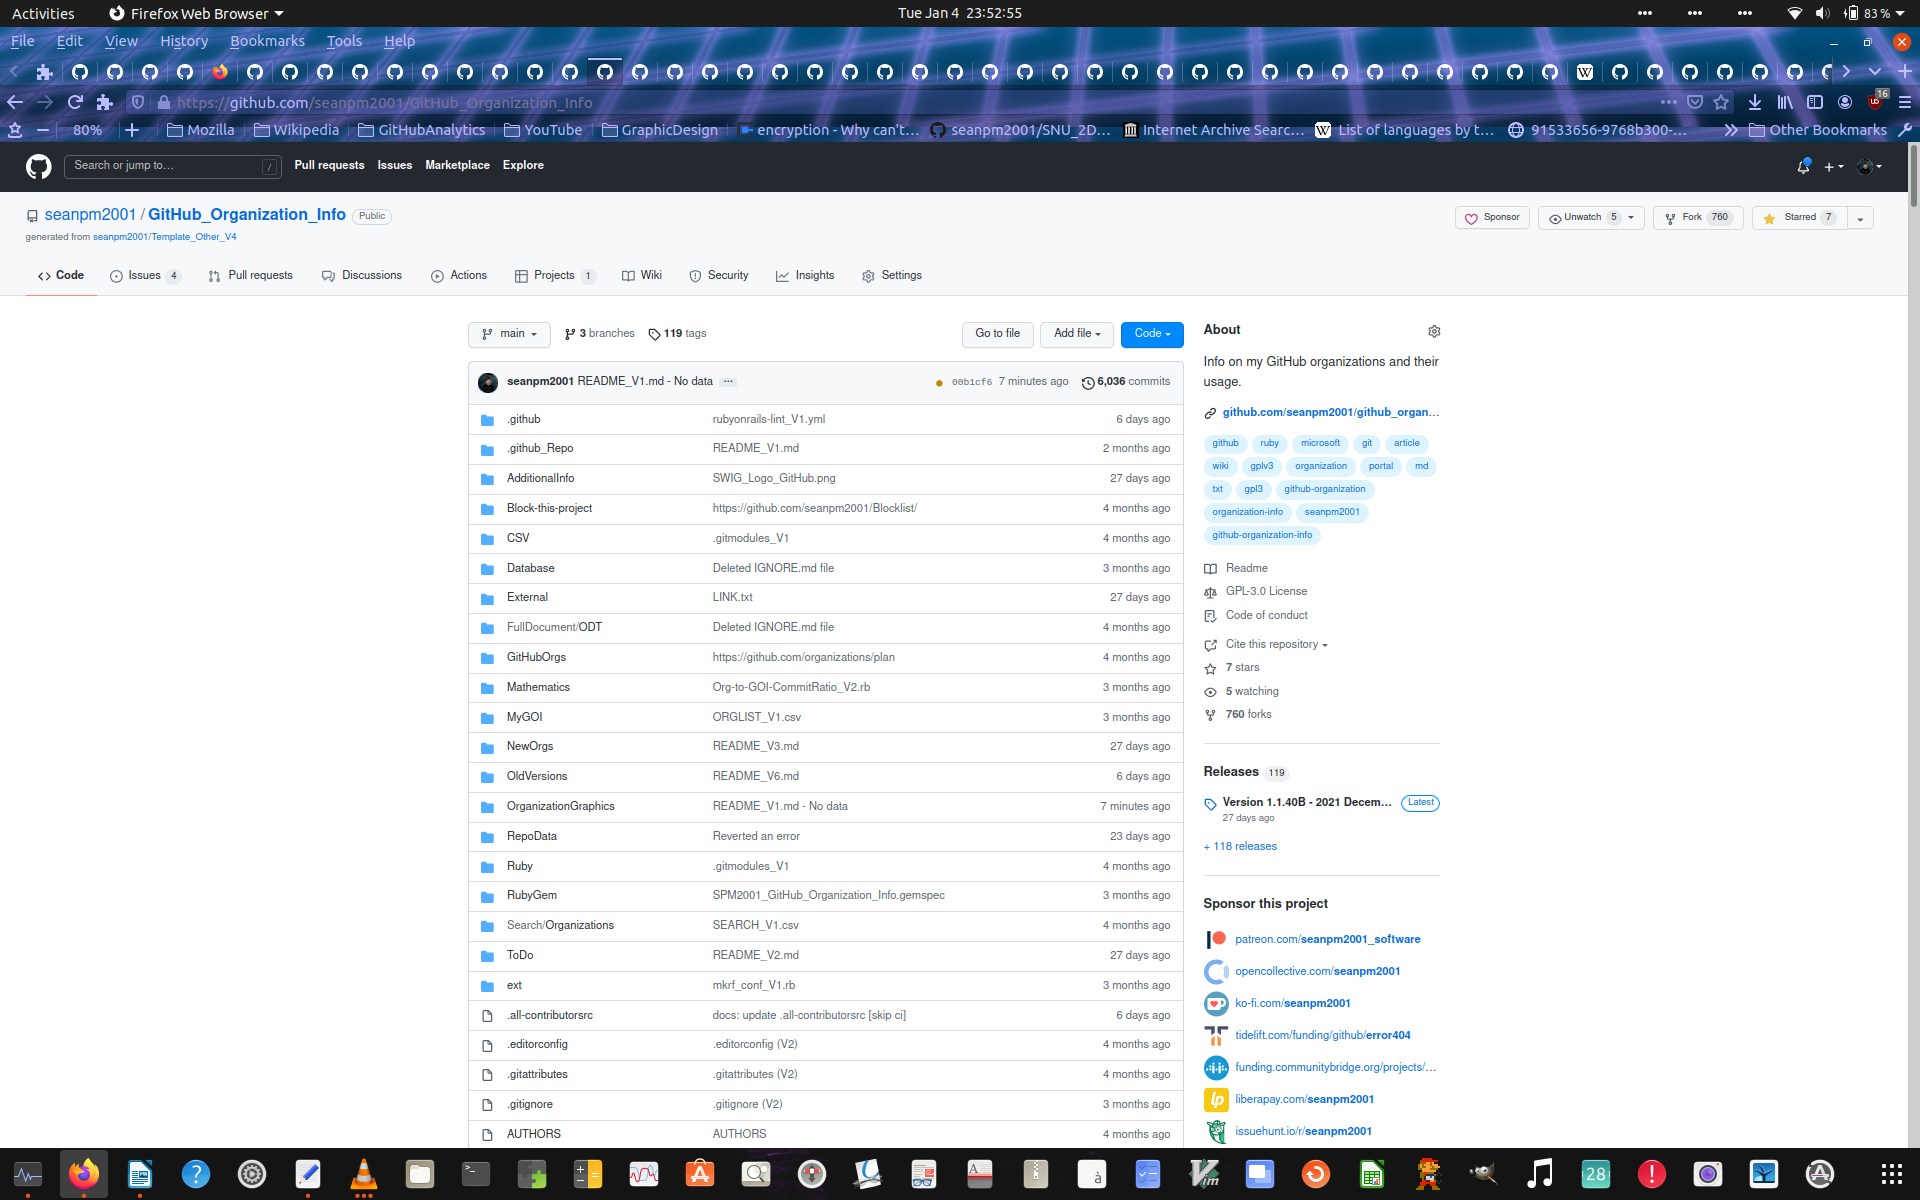 Activities Firefox Web Browser Tue Jan 4 23:52:55 83 %
File Edit View History Bookmarks Tools Help
https://github.com/seanpm2001/GitHub_Organization_Info 16
80% Mozilla Wikipedia GitHubAnalytics YouTube GraphicDesign encryption - Why can't... seanpm2001/SNU_2D... Internet Archive Searc... List of languages by t... 91533656-9768b300-... Other Bookmarks
Search or jump to... / Pull requests Issues Marketplace Explore
seanpm2001 / GitHub_Organization_Info Public Sponsor Unwatch 5 Fork 760 Starred 7
generated from seanpm2001/Template_Other_V4
Code Issues 4 Pull requests Discussions Actions Projects 1 Wiki Security Insights Settings
main 3 branches 119 tags Go to file Add file Code
seanpm2001 README_V1.md - No data ... 00b1cf6 7 minutes ago 6,036 commits
.github rubyonrails-lint_V1.yml 6 days ago
.github_Repo README_V1.md 2 months ago
AdditionalInfo SWIG_Logo_GitHub.png 27 days ago
Block-this-project https://github.com/seanpm2001/Blocklist/ 4 months ago
CSV .gitmodules_V1 4 months ago
Database Deleted IGNORE.md file 3 months ago
External LINK.txt 27 days ago
FullDocument/ODT Deleted IGNORE.md file 4 months ago
GitHubOrgs https://github.com/organizations/plan 4 months ago
Mathematics Org-to-GOI-CommitRatio_V2.rb 3 months ago
MyGOI ORGLIST_V1.csv 3 months ago
NewOrgs README_V3.md 27 days ago
OldVersions README_V6.md 6 days ago
OrganizationGraphics README_V1.md - No data 7 minutes ago
RepoData Reverted an error 23 days ago
Ruby .gitmodules_V1 4 months ago
RubyGem SPM2001_GitHub_Organization_Info.gemspec 3 months ago
Search/Organizations SEARCH_V1.csv 4 months ago
ToDo README_V2.md 27 days ago
ext mkrf_conf_V1.rb 3 months ago
.all-contributorsrc docs: update .all-contributorsrc [skip ci] 6 days ago
.editorconfig .editorconfig (V2) 4 months ago
.gitattributes .gitattributes (V2) 4 months ago
.gitignore .gitignore (V2) 3 months ago
AUTHORS AUTHORS 4 months ago
About
Info on my GitHub organizations and their
usage.
github.com/seanpm2001/github_organ...
github ruby microsoft git article
wiki gplv3 organization portal md
txt gpl3 github-organization
organization-info seanpm2001
github-organization-info
Readme
GPL-3.0 License
Code of conduct
Cite this repository
7 stars
5 watching
760 forks
Releases 119
Version 1.1.40B - 2021 Decem... Latest
27 days ago
+ 118 releases
Sponsor this project
patreon.com/seanpm2001_software
opencollective.com/seanpm2001
ko-fi.com/seanpm2001
tidelift.com/funding/github/error404
funding.communitybridge.org/projects/...
liberapay.com/seanpm2001
issuehunt.io/r/seanpm2001
28